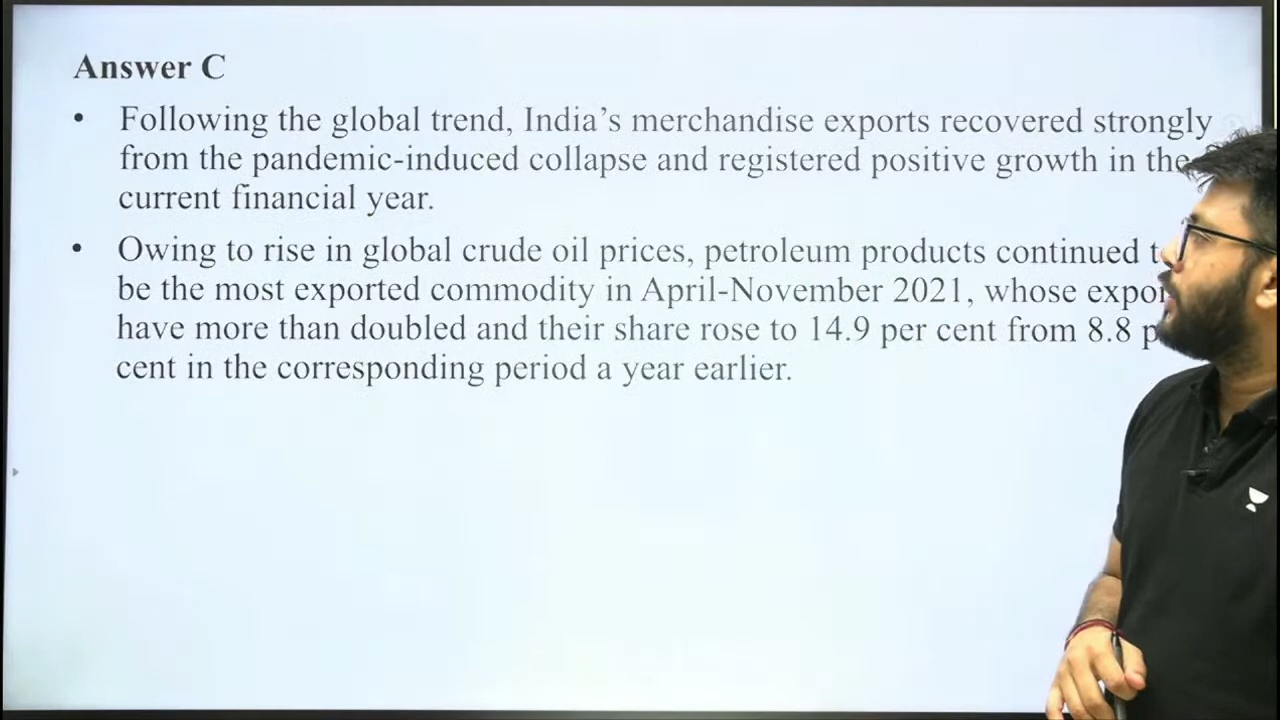 Answer C
• Following the global trend, India’s merchandise exports recovered strongly
from the pandemic-induced collapse and registered positive growth in the
current financial year.
• Owing to rise in global crude oil prices, petroleum products continued
be the most exported commodity in April-November 2021, whose
have more than doubled and their share rose to 14.9 per cent from 8.8
cent in the corresponding period a year earlier.